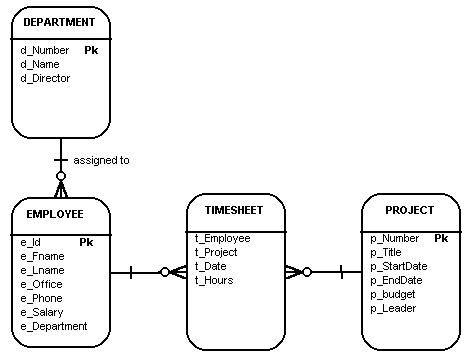 DEPARTMENT
d_Number Pk
d_Name
d_Director
assigned to
EMPLOYEE
e_Id Pk
e_Fname
e_Lname
e_Office
e_Phone
e_Salary
e_Department
TIMESHEET
t_Employee
t_Project
t_Date
t_Hours
PROJECT
p_Number Pk
p_Title
p_StartDate
p_EndDate
p_budget
p_Leader